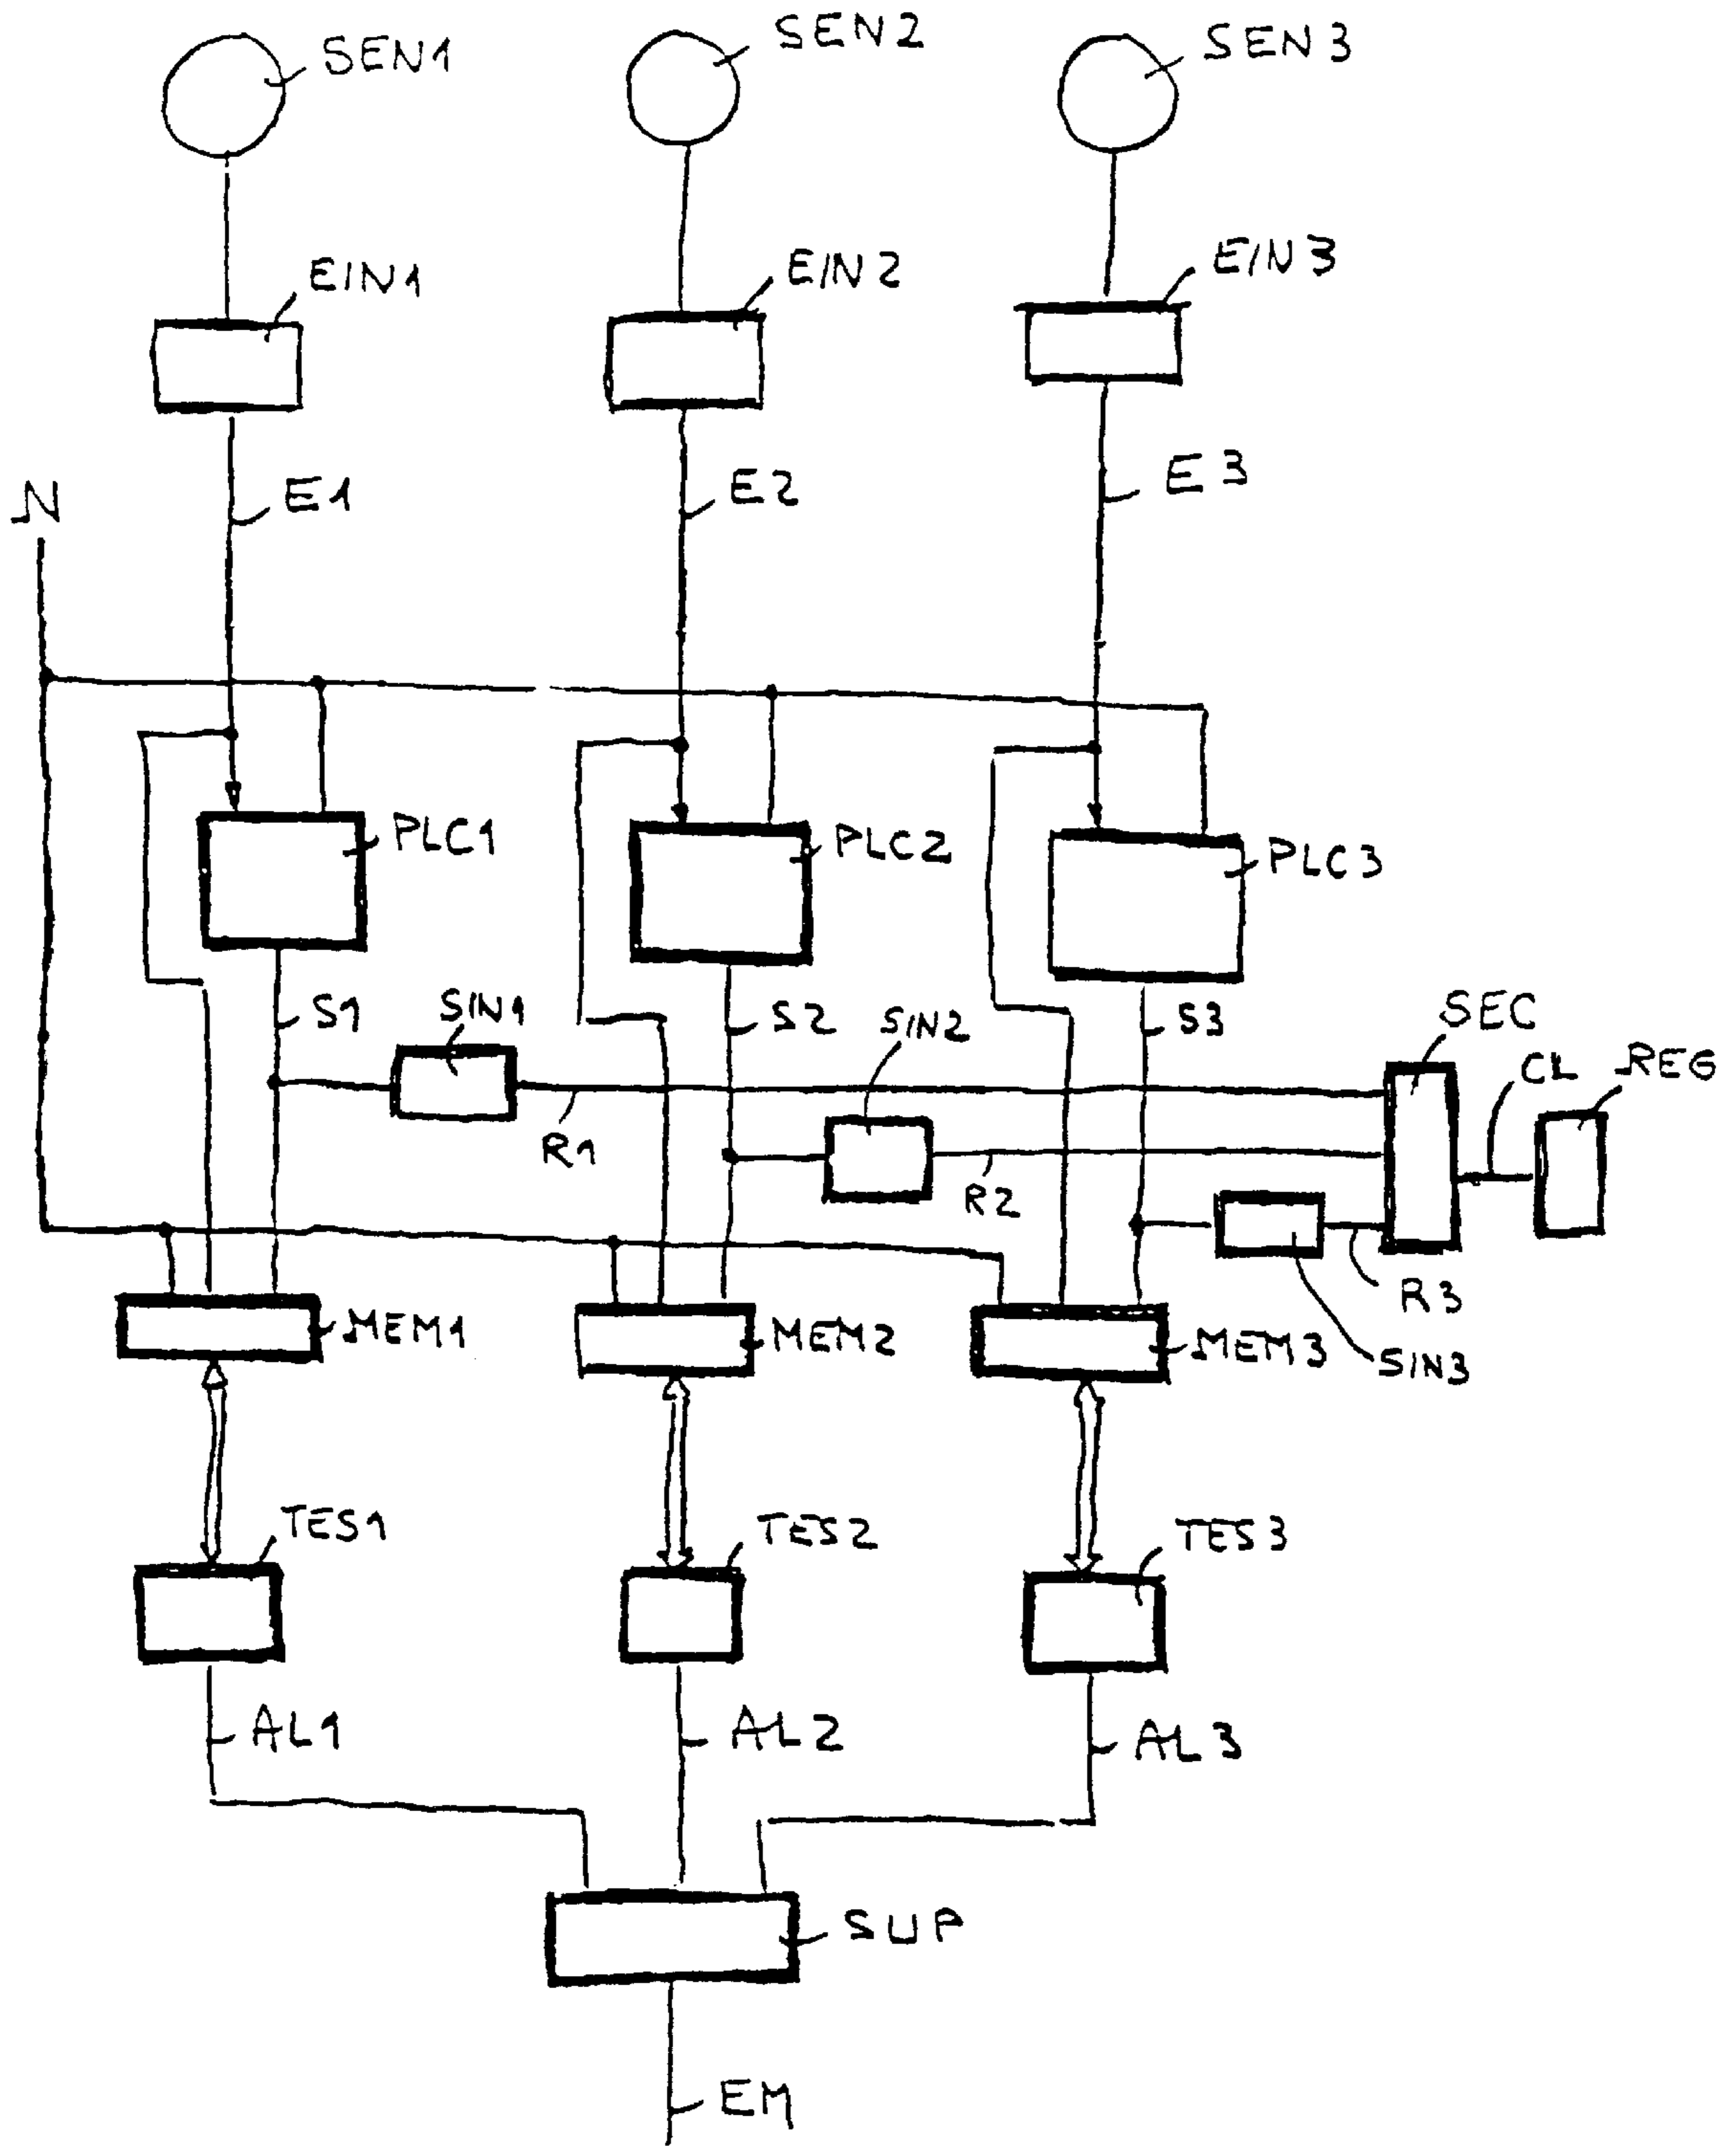 SEN1
SEN2
SEN3
EIN1
EIN2
EIN3
N
E1
E2
E3
PLC1
PLC2
PLC3
S1
SIN1
S2
SIN2
S3
SEC
CL
REG
R1
R2
R3
MEM1
MEM2
MEM3
SIN3
TES1
TES2
TES3
AL1
AL2
AL3
SUP
EM